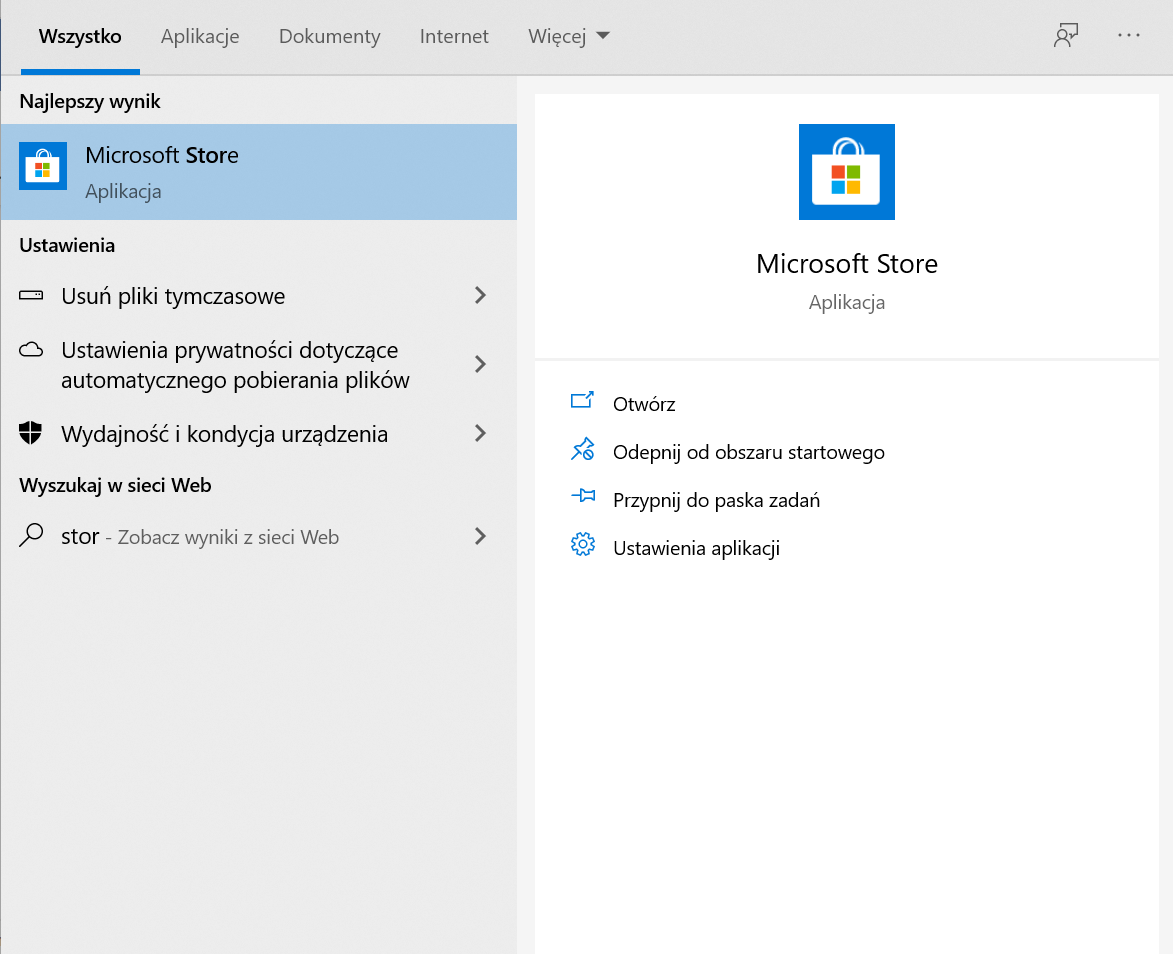 Wszystko Aplikacje Dokumenty Internet Więcej
Najlepszy wynik
Microsoft Store
Aplikacja
Ustawienia
Usuń pliki tymczasowe
Ustawienia prywatności dotyczące
automatycznego pobierania plików
Wydajność i kondycja urządzenia
Wyszukaj w sieci Web
stor - Zobacz wyniki z sieci Web
Microsoft Store
Aplikacja
Otwórz
Odepnij od obszaru startowego
Przypnij do paska zadań
Ustawienia aplikacji